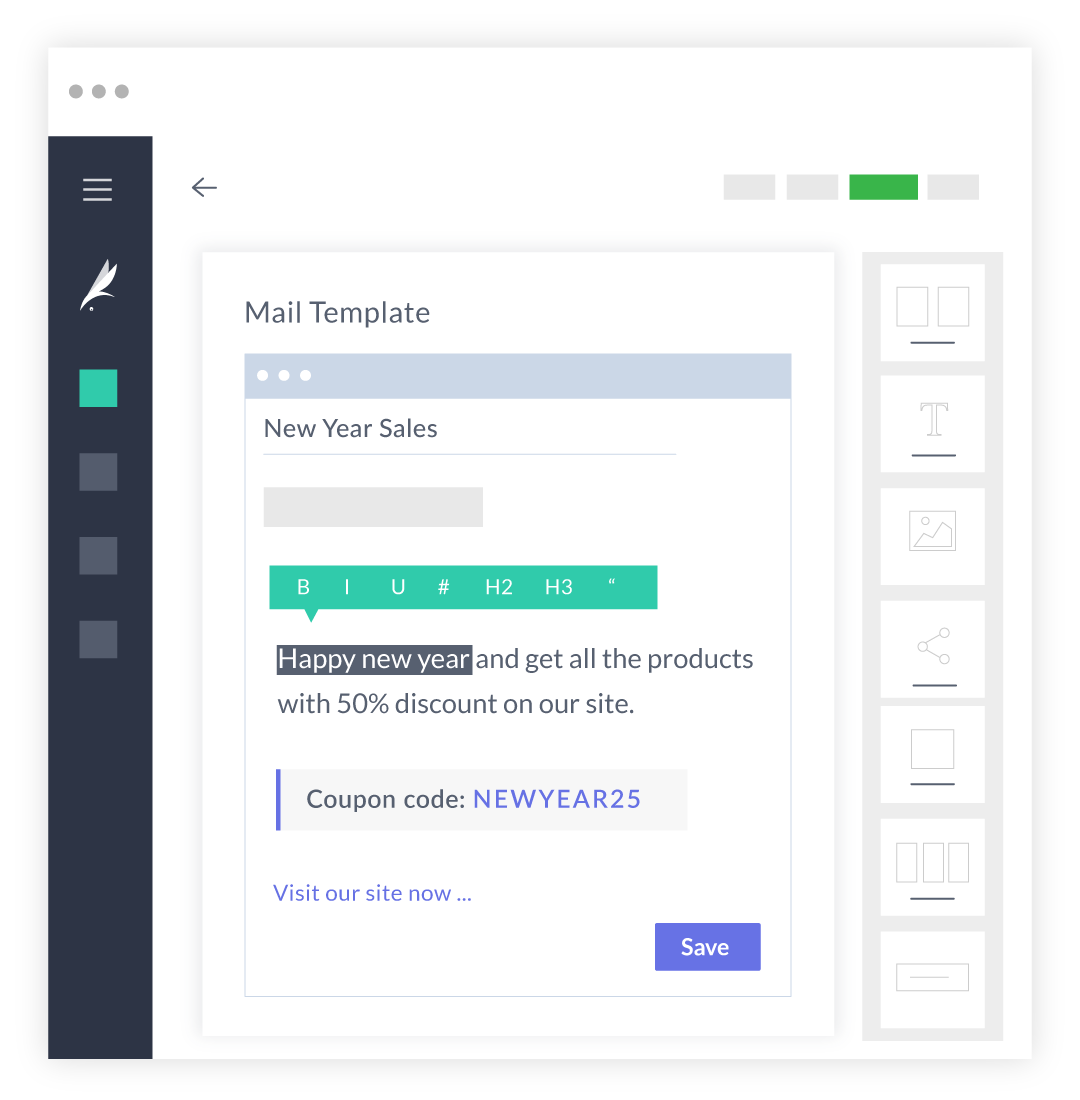 Mail Template
New Year Sales
B I U # H2 H3 “
Happy new year and get all the products
with 50% discount on our site.
Coupon code: NEWYEAR25
Visit our site now ...
Save
T